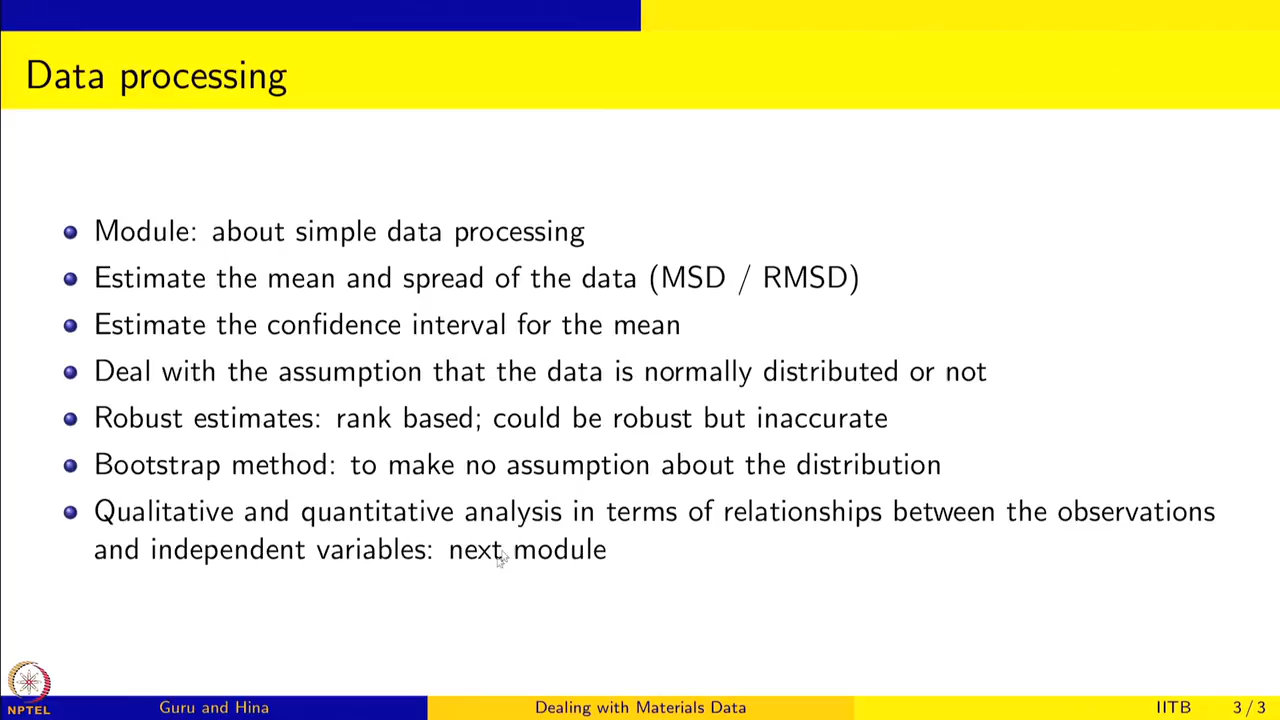 Data processing
Module: about simple data processing
Estimate the mean and spread of the data (MSD / RMSD)
Estimate the confidence interval for the mean
Deal with the assumption that the data is normally distributed or not
Robust estimates: rank based; could be robust but inaccurate
Bootstrap method: to make no assumption about the distribution
Qualitative and quantitative analysis in terms of relationships between the observations
and independent variables: next module
NPTEL
Guru and Hina
Dealing with Materials Data
IITB
3 / 3